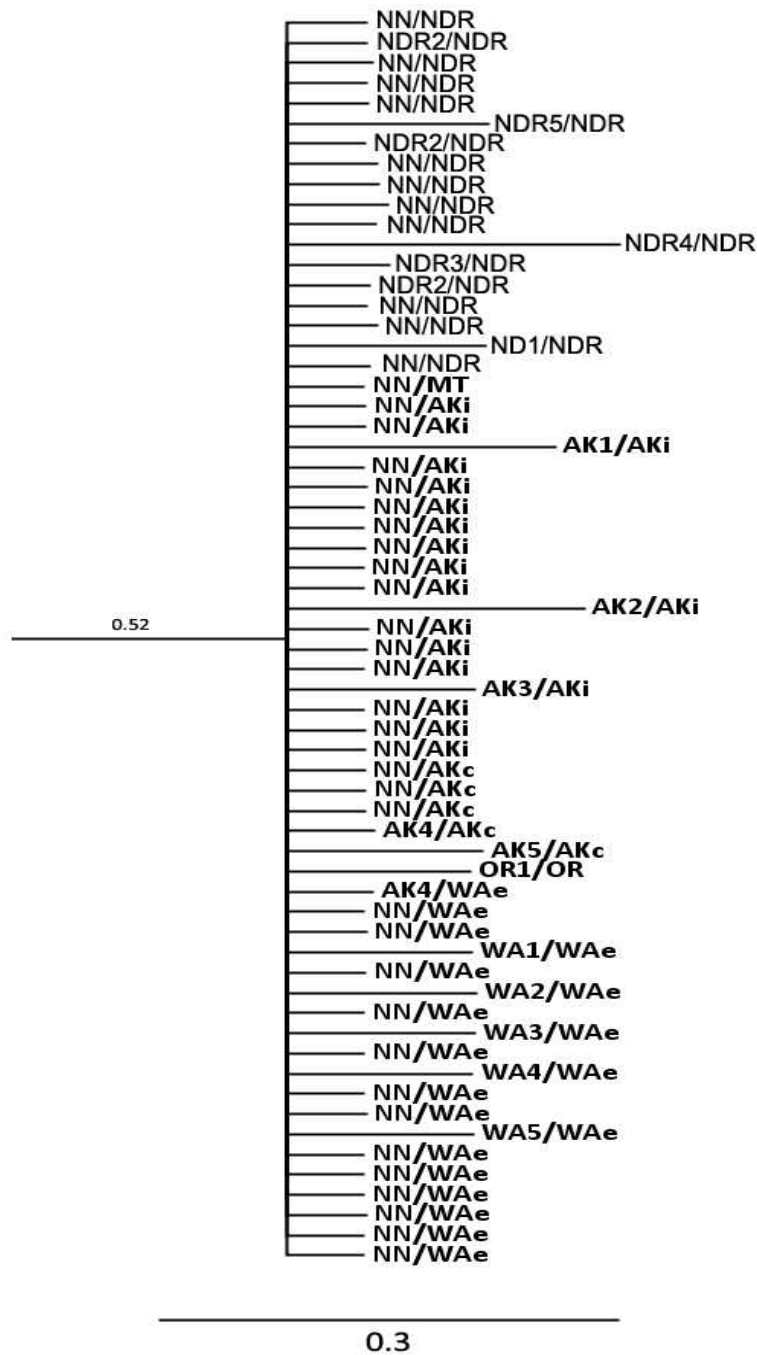 NN/NDR
NDR2/NDR
NN/NDR
NN/NDR
NN/NDR
NDR5/NDR
NDR2/NDR
NN/NDR
NN/NDR
NN/NDR
NN/NDR
NDR4/NDR
NDR3/NDR
NDR2/NDR
NN/NDR
NN/NDR
ND1/NDR
NN/NDR
NN/MT
NN/AKi
NN/AKi
AK1/AKi
NN/AKi
NN/AKi
NN/AKi
NN/AKi
NN/AKi
NN/AKi
NN/AKi
AK2/AKi
0.52
NN/AKi
NN/AKi
NN/AKi
AK3/AKi
NN/AKi
NN/AKi
NN/AKi
NN/AKc
NN/AKc
NN/AKc
AK4/AKc
AK5/AKc
OR1/OR
AK4/WAe
NN/WAe
NN/WAe
WA1/WAe
NN/WAe
WA2/WAe
NN/WAe
WA3/WAe
NN/WAe
WA4/WAe
NN/WAe
NN/WAe
WA5/WAe
NN/WAe
NN/WAe
NN/WAe
NN/WAe
NN/WAe
NN/WAe
0.3